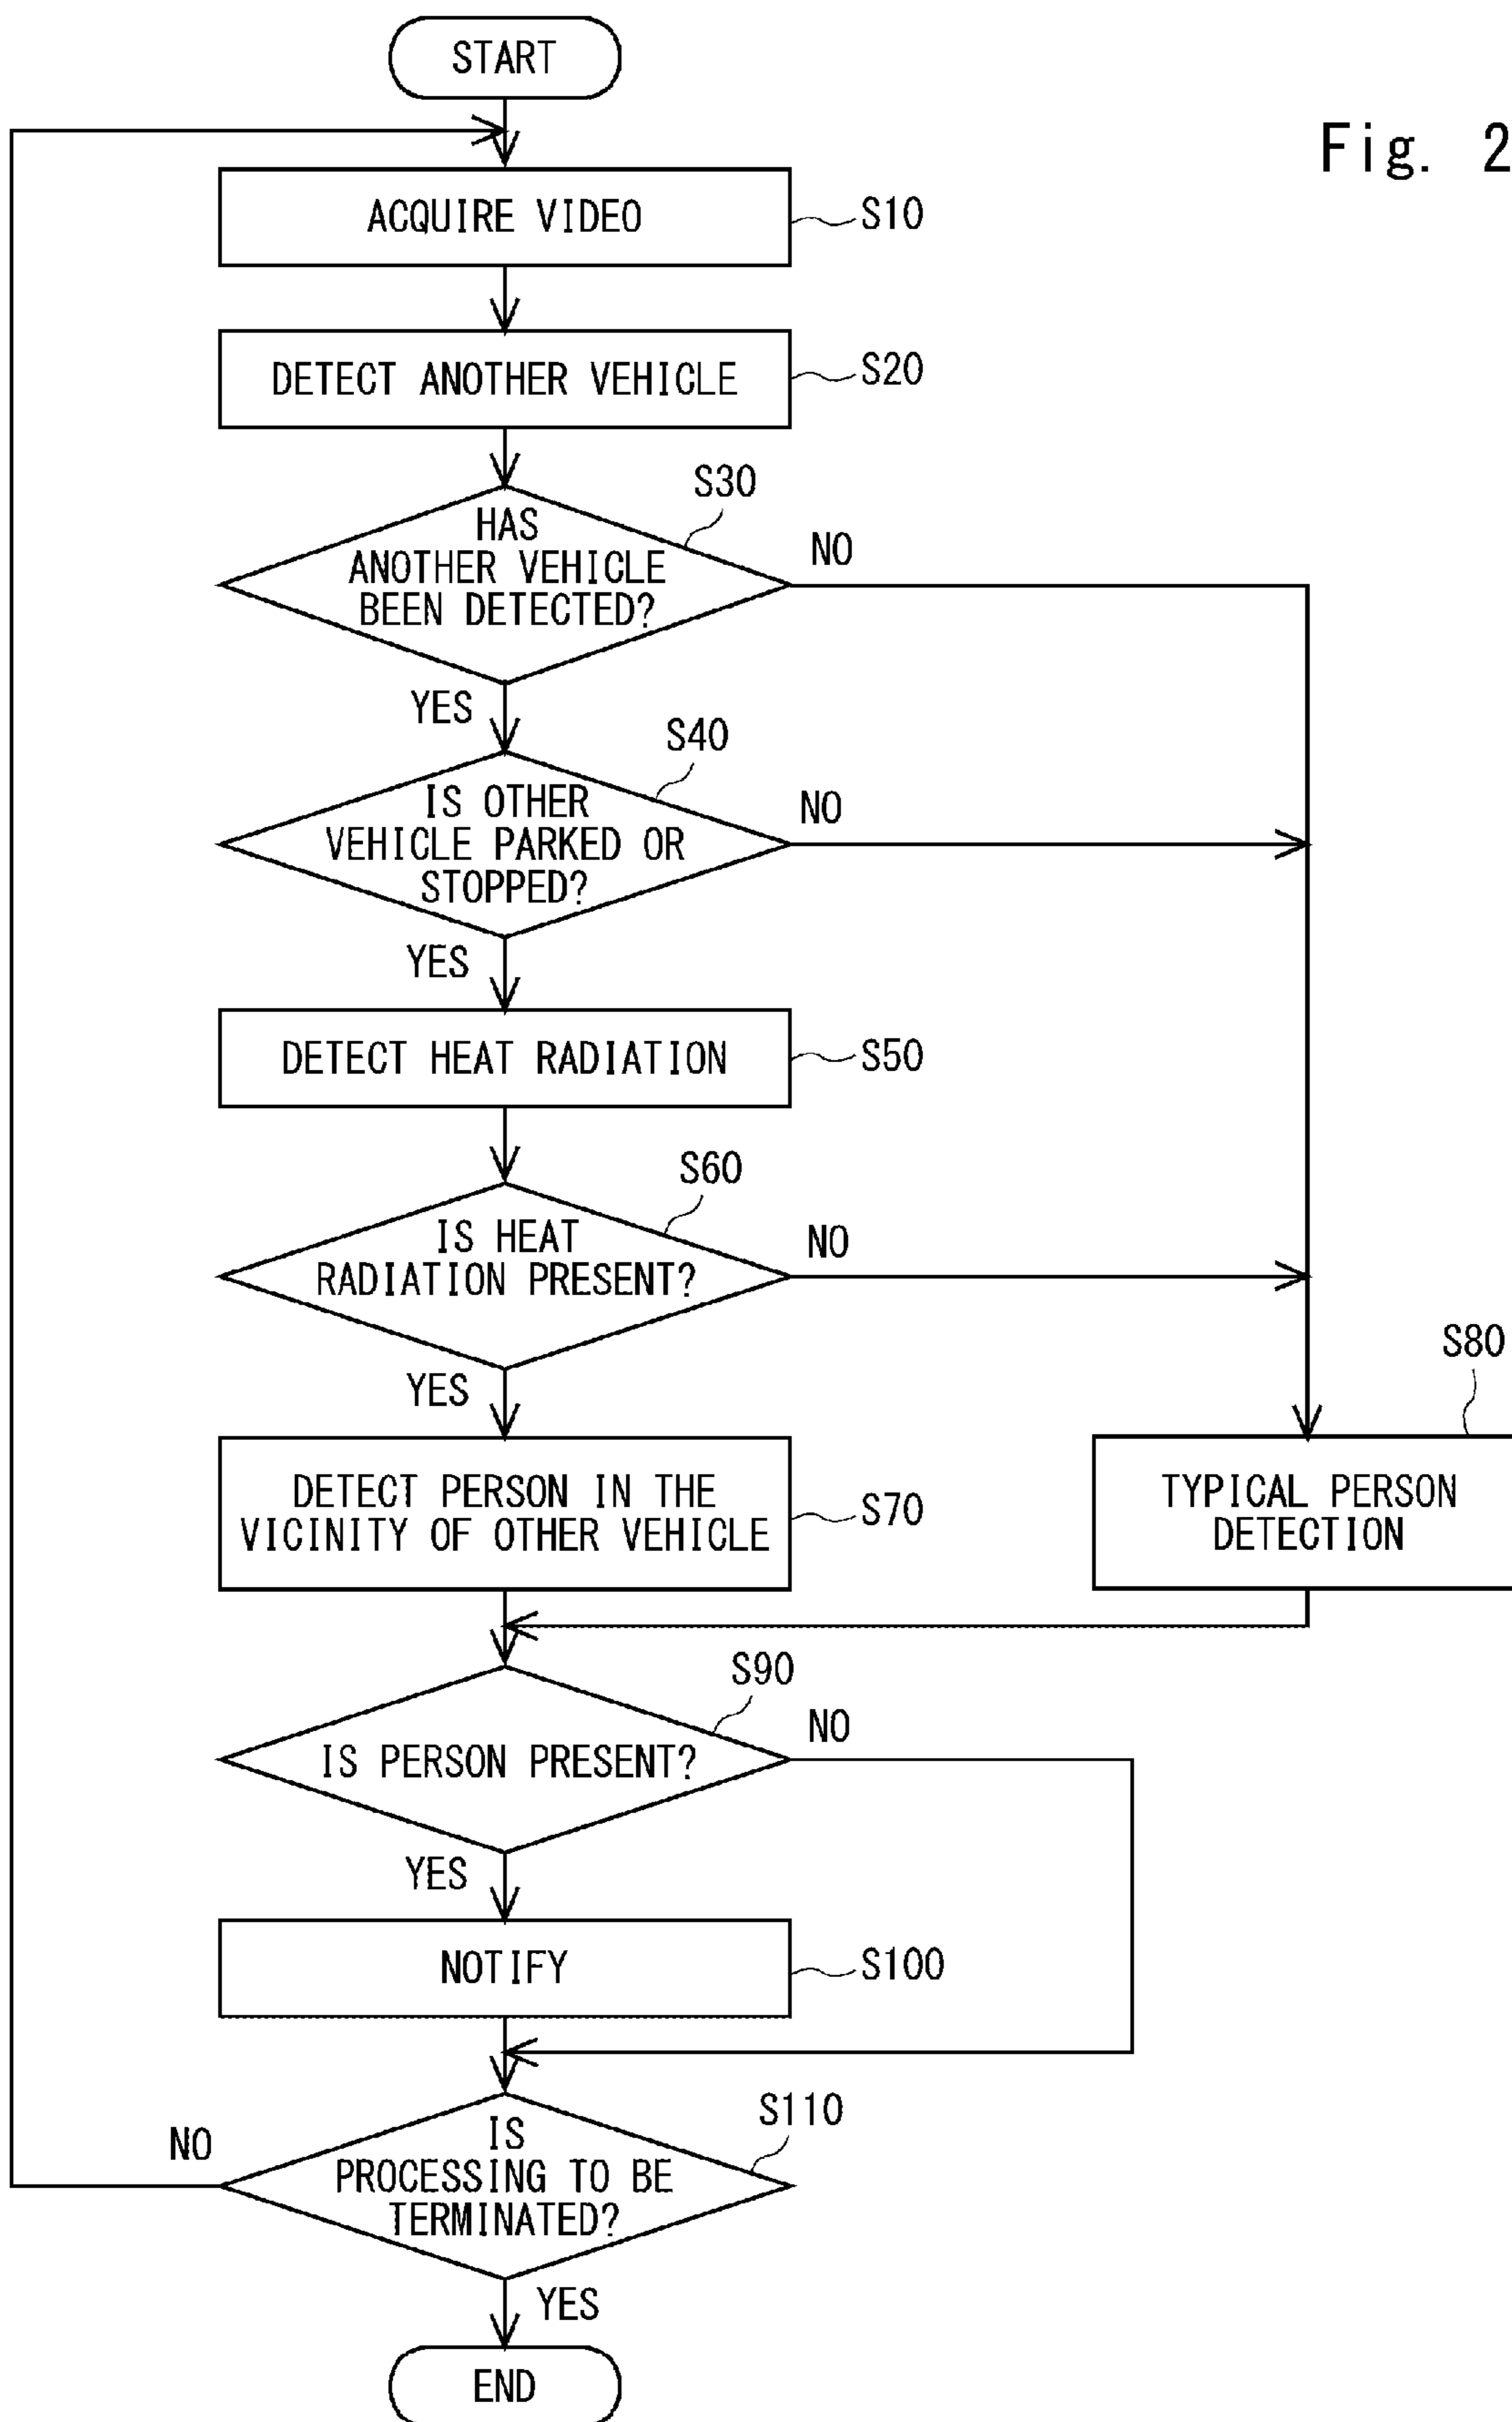 START
Fig. 2
ACQUIRE VIDEO
S10
DETECT ANOTHER VEHICLE
S20
S30
HAS
ANOTHER VEHICLE
BEEN DETECTED?
NO
YES
S40
IS OTHER
VEHICLE PARKED OR
STOPPED?
NO
YES
DETECT HEAT RADIATION
S50
S60
IS HEAT
RADIATION PRESENT?
NO
YES
S80
DETECT PERSON IN THE
VICINITY OF OTHER VEHICLE
S70
TYPICAL PERSON
DETECTION
S90
IS PERSON PRESENT?
NO
YES
NOTIFY
S100
S110
IS
PROCESSING TO BE
TERMINATED?
NO
YES
END